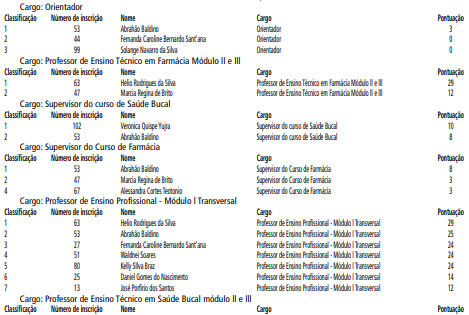 Cargo: Orientador
Classificação Número de inscrição Nome Cargo Pontuação
1 53 Abrahão Baldino Orientador 3
2 44 Fernanda Caroline Bernardo Sant'ana Orientador 0
3 99 Solange Navarro da Silva Orientador 0
Cargo: Professor de Ensino Técnico em Farmácia Módulo II e III
Classificação Número de inscrição Nome Cargo Pontuação
1 63 Helio Rodrigues da Silva Professor de Ensino Técnico em Farmácia Módulo II e III 29
2 47 Marcia Regina de Brito Professor de Ensino Técnico em Farmácia Módulo II e III 12
Cargo: Supervisor do curso de Saúde Bucal
Classificação Número de inscrição Nome Cargo Pontuação
1 102 Veronica Quispe Yujra Supervisor do curso de Saúde Bucal 10
2 53 Abrahão Baldino Supervisor do curso de Saúde Bucal 8
Cargo: Supervisor do Curso de Farmácia
Classificação Número de inscrição Nome Cargo Pontuação
1 53 Abrahão Baldino Supervisor do Curso de Farmácia 8
2 47 Marcia Regina de Brito Supervisor do Curso de Farmácia 3
4 67 Alessandra Cortes Teotonio Supervisor do Curso de Farmácia 3
Cargo: Professor de Ensino Profissional - Módulo I Transversal
Classificação Número de inscrição Nome Cargo Pontuação
1 63 Helio Rodrigues da Silva Professor de Ensino Profissional - Módulo I Transversal 29
2 53 Abrahão Baldino Professor de Ensino Profissional - Módulo I Transversal 25
3 27 Fernanda Caroline Bernardo Sant'ana Professor de Ensino Profissional - Módulo I Transversal 24
4 51 Waldnei Soares Professor de Ensino Profissional - Módulo I Transversal 24
5 80 Kelly Silva Braz Professor de Ensino Profissional - Módulo I Transversal 24
6 25 Daniel Gomes do Nascimento Professor de Ensino Profissional - Módulo I Transversal 14
7 13 José Porfírio dos Santos Professor de Ensino Profissional - Módulo I Transversal 12
Cargo: Professor de Ensino Técnico em Saúde Bucal módulo II e III
Classificação Número de inscrição Nome Cargo Pontuação